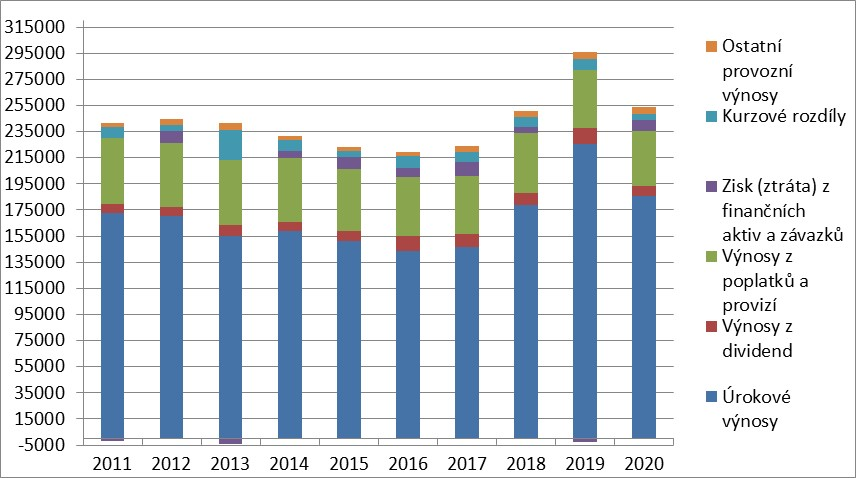 315000
295000
275000
255000
235000
215000
195000
175000
155000
135000
115000
95000
75000
55000
35000
15000
-5000
2011 2012 2013 2014 2015 2016 2017 2018 2019 2020
Ostatní
provozní
výnosy
Kurzové rozdíly
Zisk (ztráta) z
finančních
aktiv a závazků
Výnosy z
poplatků a
provizí
Výnosy z
dividend
Úrokové
výnosy